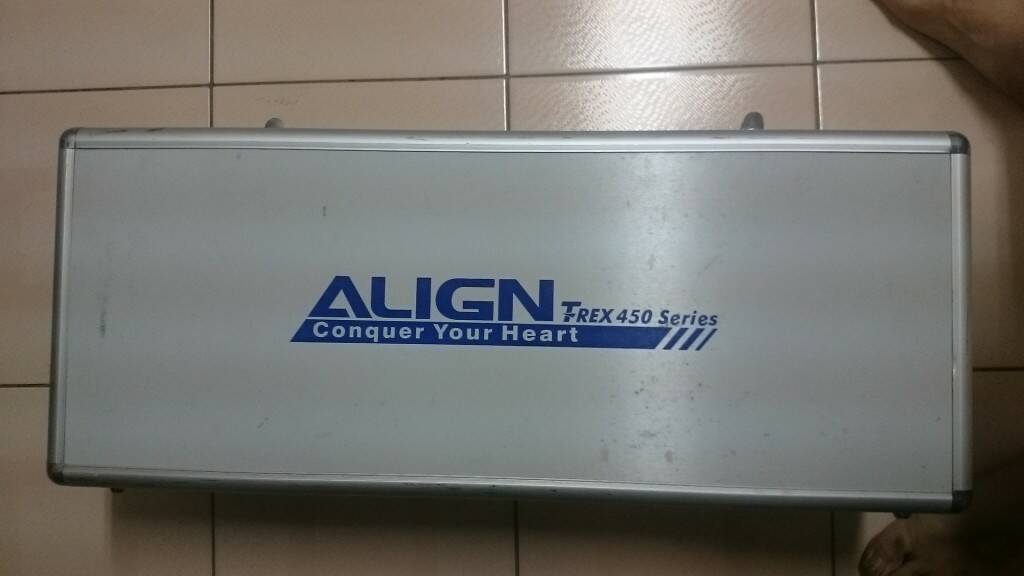 ALIGN
T-REX 450 Series
Conquer Your Heart